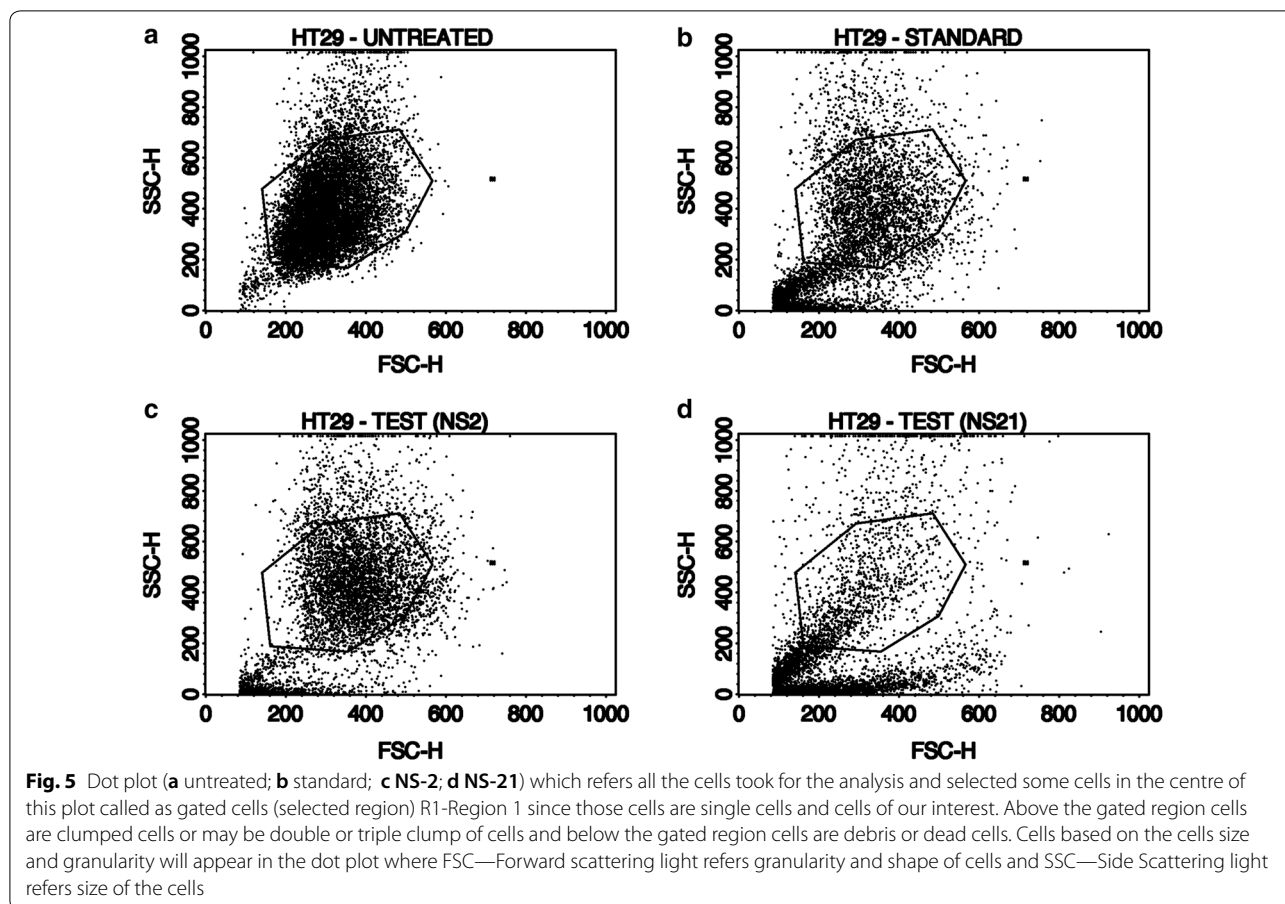 a
HT29 - UNTREATED
SSC-H
1000
800
600
400
200
0
0 200 400 600 800 1000
FSC-H
b
HT29 - STANDARD
SSC-H
1000
800
600
400
200
0
0 200 400 600 800 1000
FSC-H
c
HT29 - TEST (NS2)
SSC-H
1000
800
600
400
200
0
0 200 400 600 800 1000
FSC-H
d
HT29 - TEST (NS21)
SSC-H
1000
800
600
400
200
0
0 200 400 600 800 1000
FSC-H
Fig. 5 Dot plot (a untreated; b standard; c NS-2; d NS-21) which refers all the cells took for the analysis and selected some cells in the centre of
this plot called as gated cells (selected region) R1-Region 1 since those cells are single cells and cells of our interest. Above the gated region cells
are clumped cells or may be double or triple clump of cells and below the gated region cells are debris or dead cells. Cells based on the cells size
and granularity will appear in the dot plot where FSC—Forward scattering light refers granularity and shape of cells and SSC—Side Scattering light
refers size of the cells